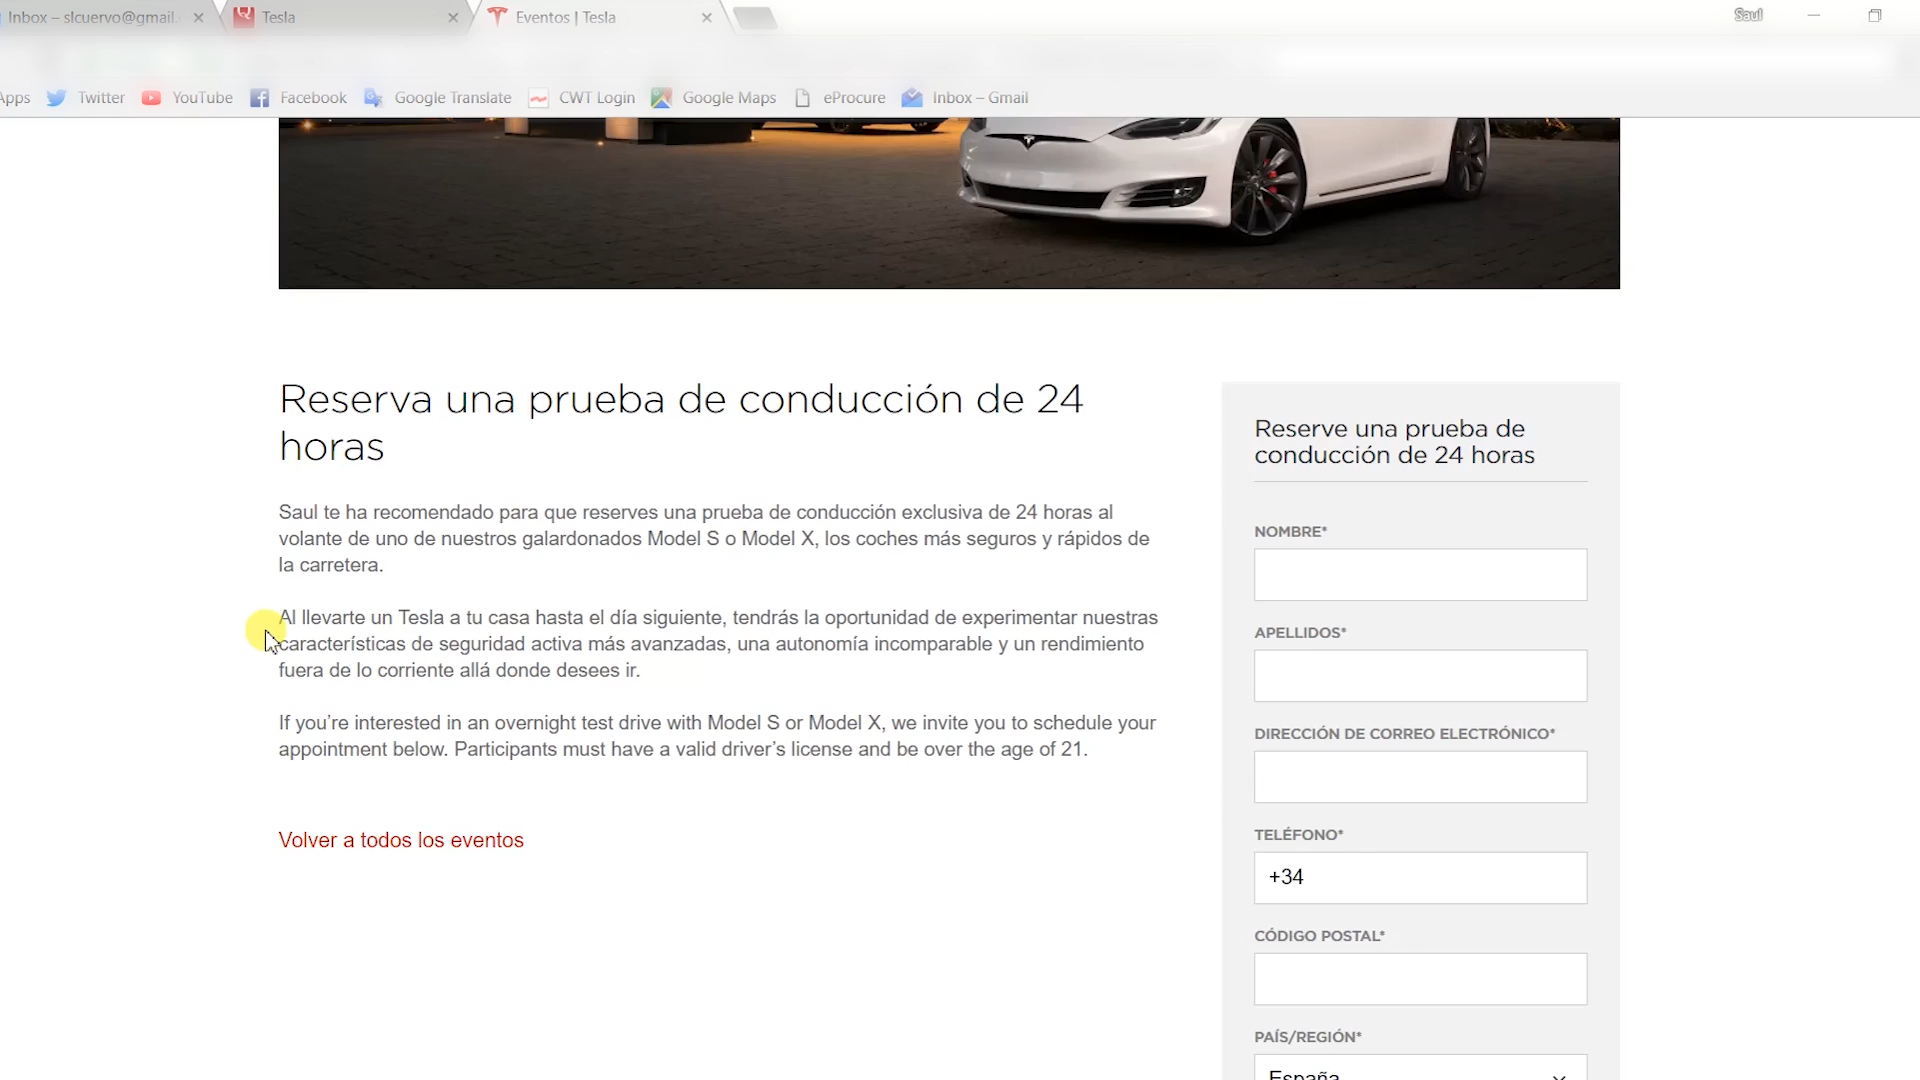 Inbox – slcuervo@gmail.
Tesla
Eventos | Tesla
Saul
Apps
Twitter
YouTube
Facebook
Google Translate
CWT Login
Google Maps
eProcure
Inbox – Gmail
Reserva una prueba de conducción de 24
horas
Saul te ha recomendado para que reserves una prueba de conducción exclusiva de 24 horas al
volante de uno de nuestros galardonados Model S o Model X, los coches más seguros y rápidos de
la carretera.
Al llevarte un Tesla a tu casa hasta el día siguiente, tendrás la oportunidad de experimentar nuestras
características de seguridad activa más avanzadas, una autonomía incomparable y un rendimiento
fuera de lo corriente allá donde desees ir.
If you’re interested in an overnight test drive with Model S or Model X, we invite you to schedule your
appointment below. Participants must have a valid driver’s license and be over the age of 21.
Volver a todos los eventos
Reserve una prueba de
conducción de 24 horas
NOMBRE*
APELLIDOS*
DIRECCIÓN DE CORREO ELECTRÓNICO*
TELÉFONO*
+34
CÓDIGO POSTAL*
PAÍS/REGIÓN*
España